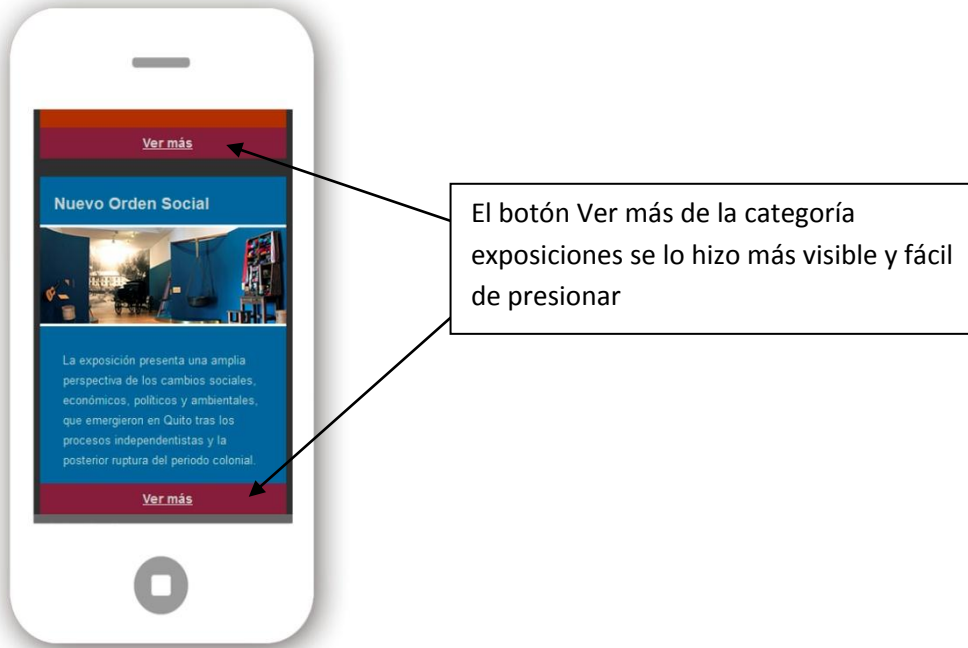 Ver más
Nuevo Orden Social
La exposición presenta una amplia
perspectiva de los cambios sociales,
económicos, políticos y ambientales,
que emergieron en Quito tras los
procesos independentistas y la
posterior ruptura del periodo colonial.
Ver más
El botón Ver más de la categoría
exposiciones se lo hizo más visible y fácil
de presionar